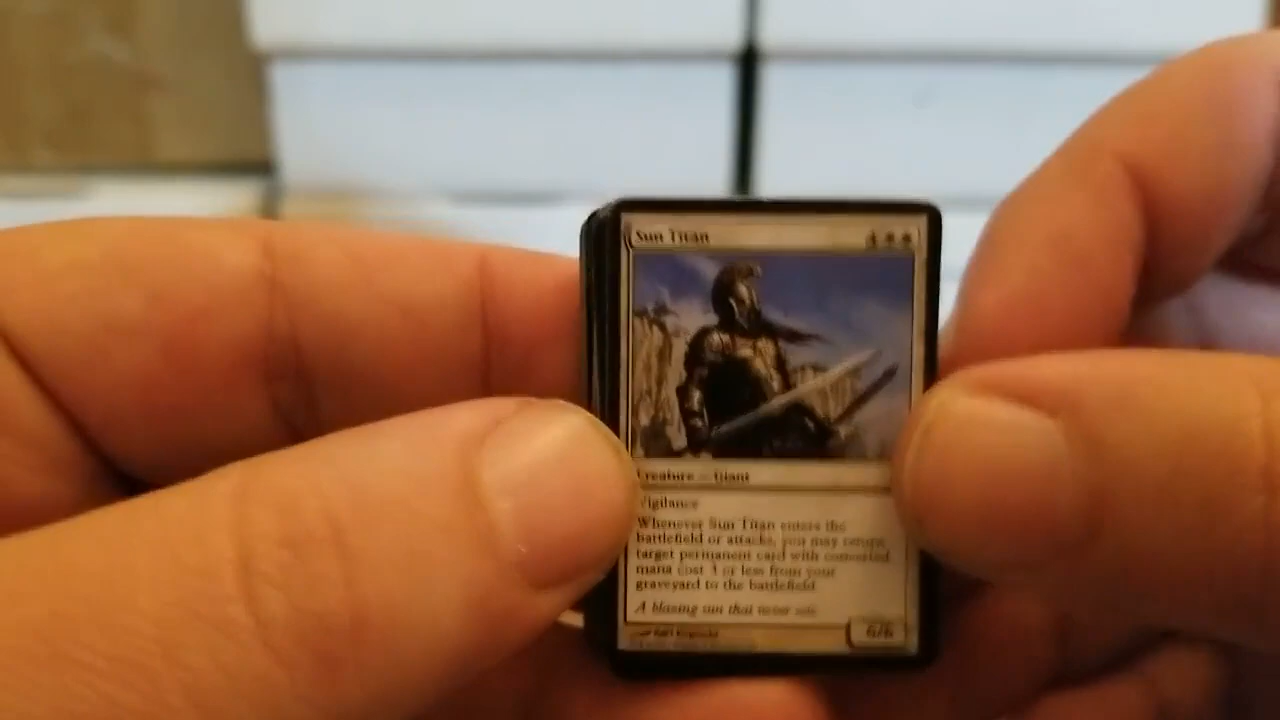 Sun Titan 4
Creature — Giant
Vigilance
Whenever Sun Titan enters the
battlefield or attacks, you may return
target permanent card with converted
mana cost 3 or less from your
graveyard to the battlefield.
A blazing sun that never sets.
6/6